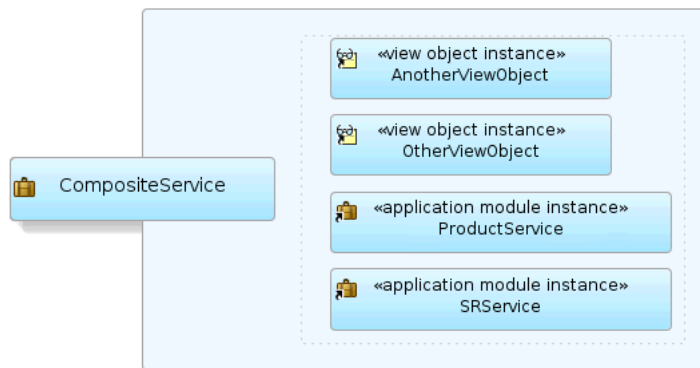 «view object instance»
AnotherViewObject
«view object instance»
OtherViewObject
CompositeService
«application module instance»
ProductService
«application module instance»
SRService